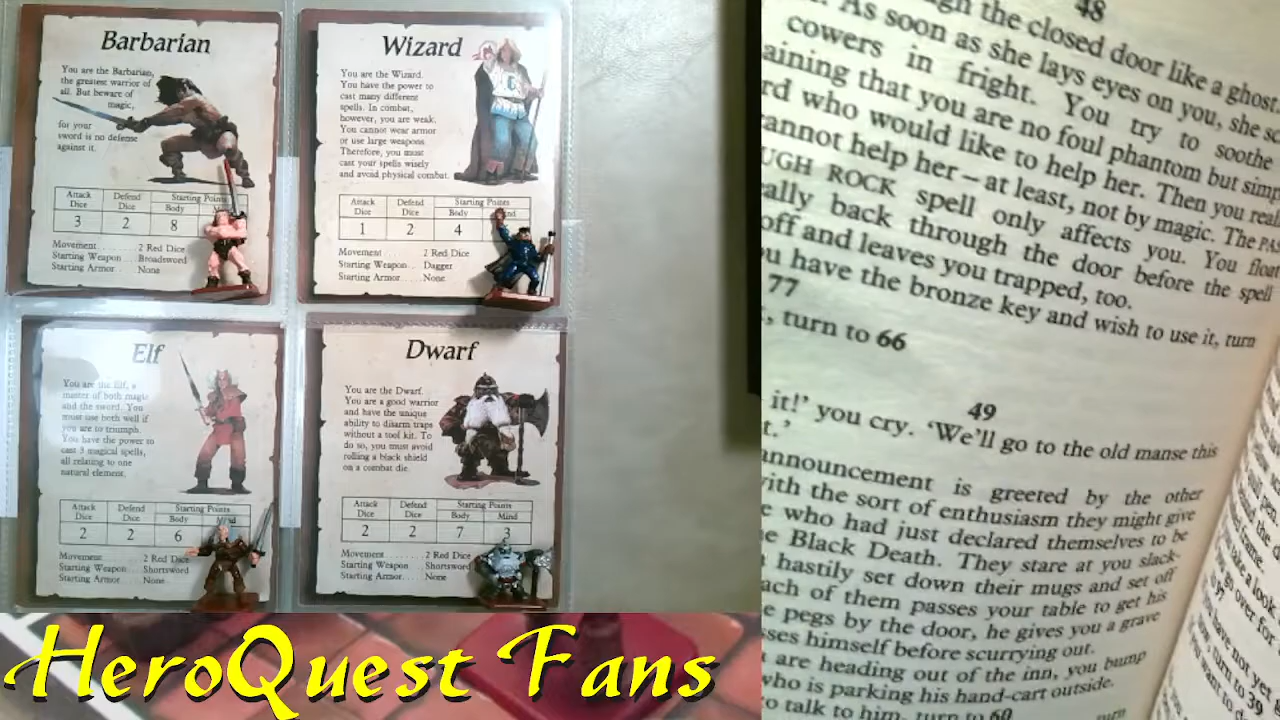 Barbarian
You are the Barbarian,
the greatest warrior of
all. But beware of
magic,
for your
sword is no defense
against it.
Attack Dice Defend Dice Starting Points
Body
3 2 8
Movement 2 Red Dice
Starting Weapon Broadsword
Starting Armor None
Wizard
You are the Wizard.
You have the power to
cast many different
spells. In combat,
however, you are weak.
You cannot wear armor
or use large weapons.
Therefore, you must
cast your spells wisely
and avoid physical combat.
Attack Dice Defend Dice Starting Points
Body
1 2 4
Movement 2 Red Dice
Starting Weapon Dagger
Starting Armor None
Elf
You are the Elf, a
master of both magic
and the sword. You
must use both well if
you are to triumph.
You have the power to
cast 3 magical spells,
all relating to one
natural element.
Attack Dice Defend Dice Starting Points
Body Mind
2 2 6
Movement 2 Red Dice
Starting Weapon Shortsword
Starting Armor None
Dwarf
You are the Dwarf.
You are a good warrior
and have the unique
ability to disarm traps
without a tool kit. To
do so, you must avoid
rolling a black shield
on a combat die.
Attack Dice Defend Dice Starting Points
Body Mind
2 2 7 3
Movement 2 Red Dice
Starting Weapon Shortsword
Starting Armor None
HeroQuest Fans
48
the closed door like a ghost
As soon as she lays eyes on you, she
cowers in fright. You try to soothe
that you are no foul phantom but
who would like to help her. Then you
cannot help her – at least, not by magic. The
ROCK spell only affects you. You float
back through the door before the spell
off and leaves you trapped, too.
have the bronze key and wish to use it, turn
77
turn to 66
49
it!' you cry. 'We'll go to the old manse this
announcement is greeted by the other
with the sort of enthusiasm they might give
who had just declared themselves to be
Black Death. They stare at you slack-
hastily set down their mugs and set off
of them passes your table to get his
pegs by the door, he gives you a grave
himself before scurrying out.
are heading out of the inn, you bump
who is parking his hand-cart outside.
to talk to him, turn to 60
turn